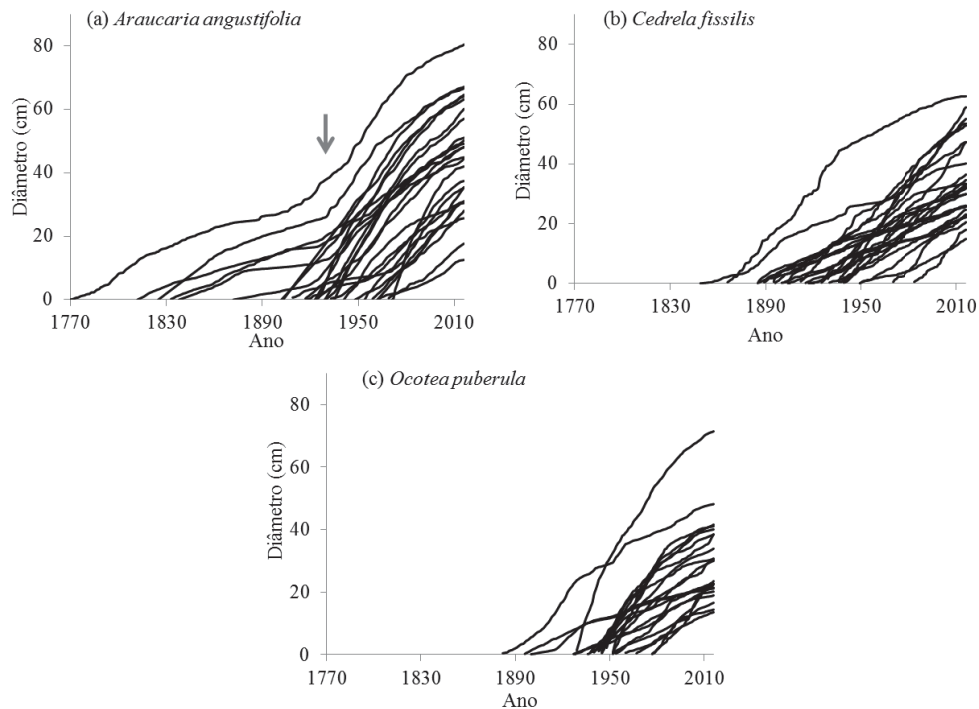 (a) Araucaria angustifolia
80
60
40
20
0
Diâmetro (cm)
1770 1830 1890 1950 2010
Ano
(b) Cedrela fissilis
80
60
40
20
0
Diâmetro (cm)
1770 1830 1890 1950 2010
Ano
(c) Ocotea puberula
80
60
40
20
0
Diâmetro (cm)
1770 1830 1890 1950 2010
Ano